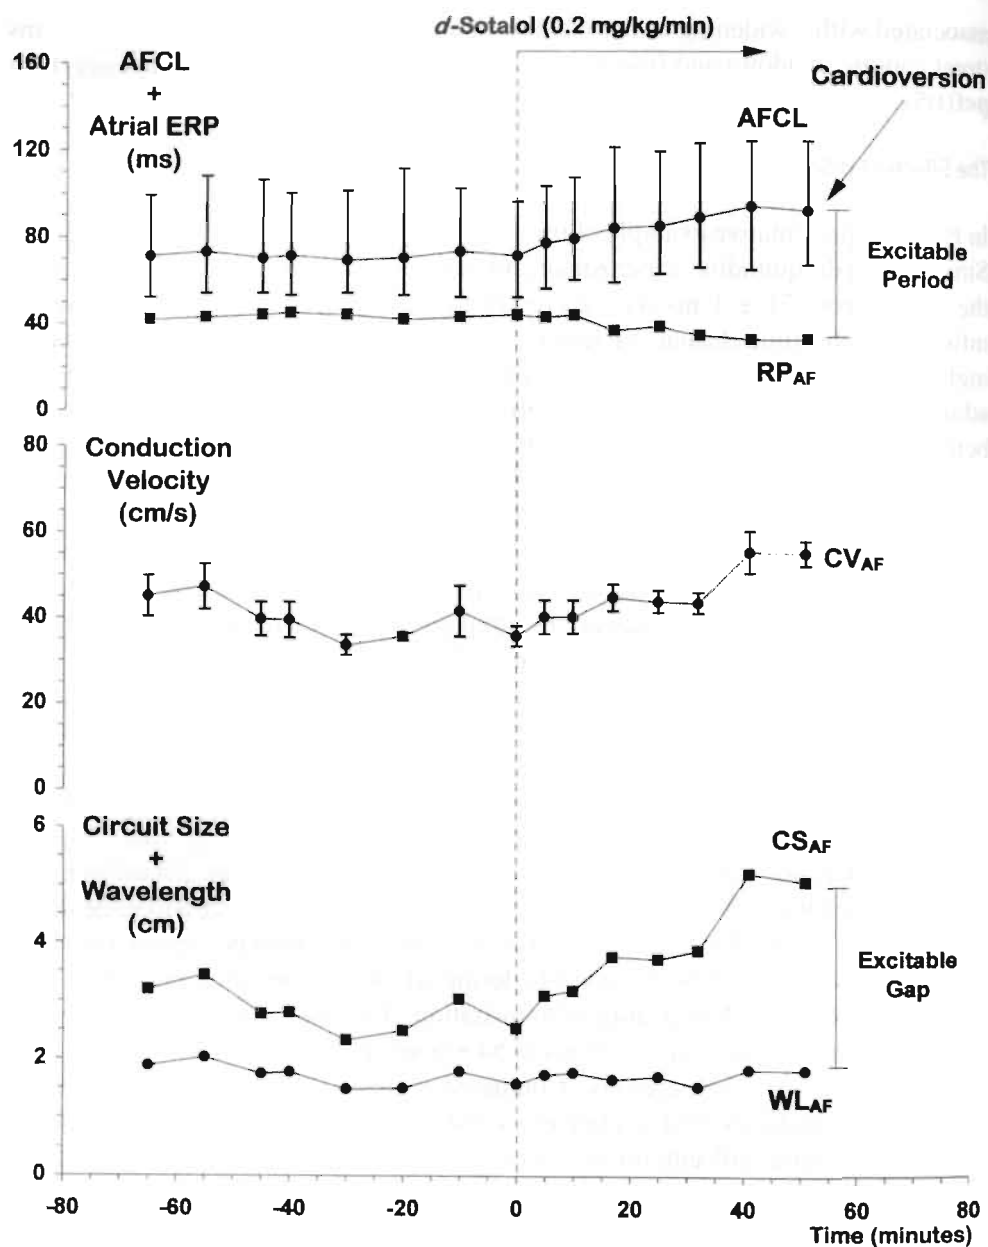 d-Sotalol (0.2 mg/kg/min)
160
120
80
40
0
AFCL
+
Atrial ERP
(ms)
Cardioversion
AFCL
Excitable
Period
RPAF
80
60
40
20
0
Conduction
Velocity
(cm/s)
CVAF
6
4
2
0
Circuit Size
+
Wavelength
(cm)
CSAF
Excitable
Gap
WLAF
-80 -60 -40 -20 0 20 40 60 80
Time (minutes)